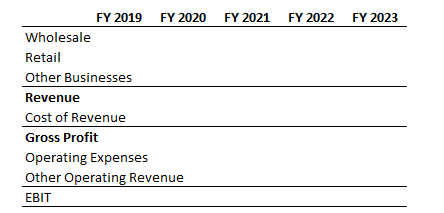 FY 2019 FY 2020 FY 2021 FY 2022 FY 2023
Wholesale
Retail
Other Businesses
Revenue
Cost of Revenue
Gross Profit
Operating Expenses
Other Operating Revenue
EBIT